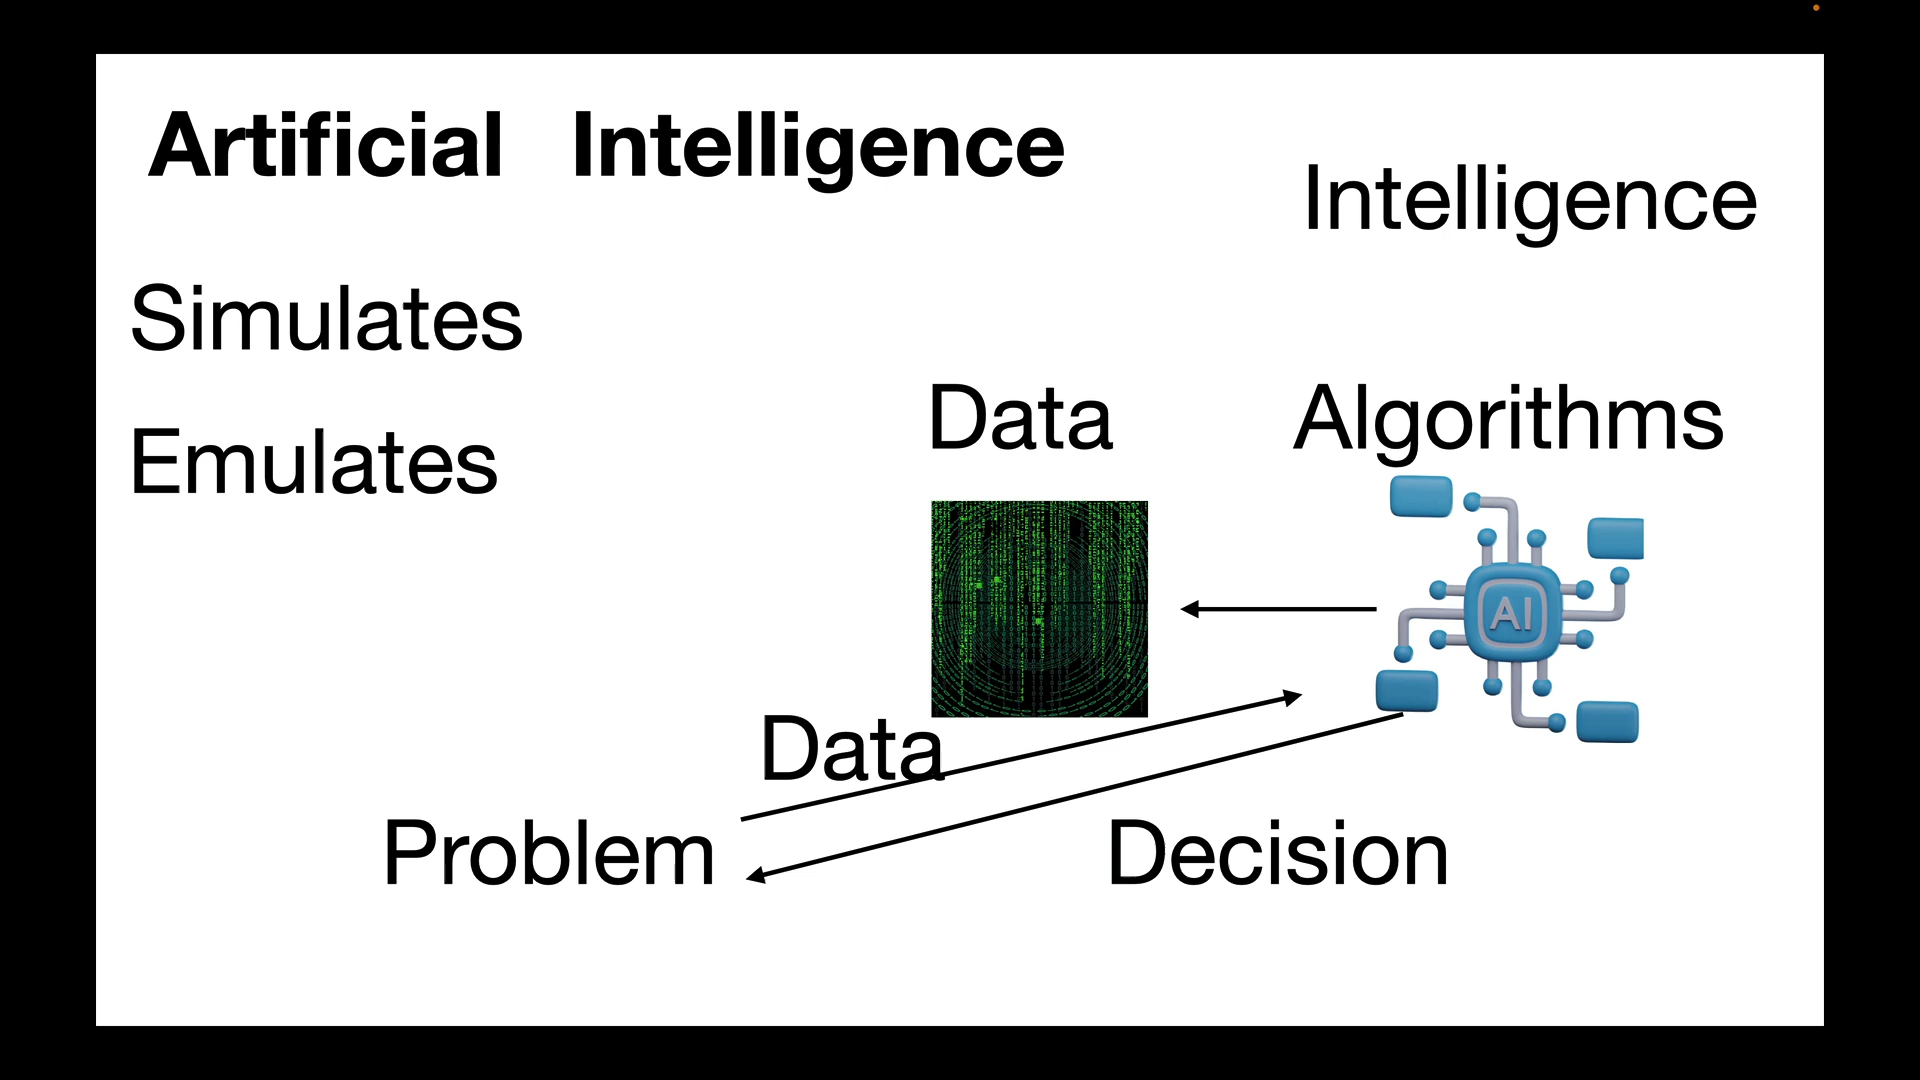 Artificial Intelligence
Intelligence
Simulates
Emulates
Data
Algorithms
AI
Data
Problem
Decision